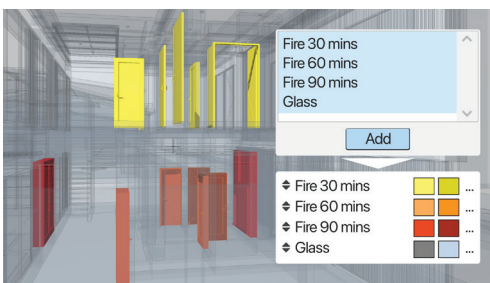 Fire 30 mins
Fire 60 mins
Fire 90 mins
Glass
Add
Fire 30 mins
...
Fire 60 mins
...
Fire 90 mins
...
Glass
...